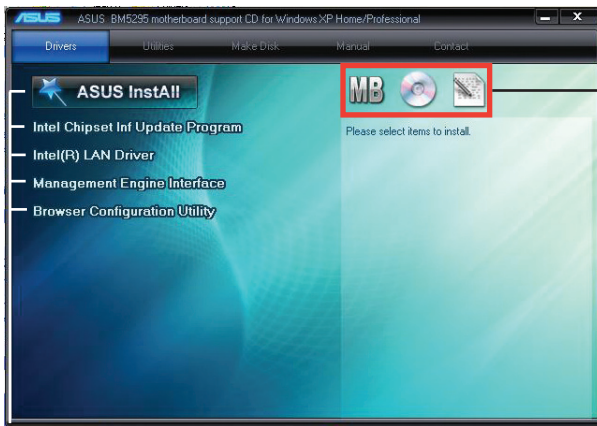 ASUS ASUS BM5295 motherboard support CD for Windows XP Home/Professional
Drivers Utilities Make Disk Manual Contact
ASUS InstAll MB
Intel Chipset Inf Update Program
Please select items to install.
Intel(R) LAN Driver
Management Engine Interface
Browser Configuration Utility